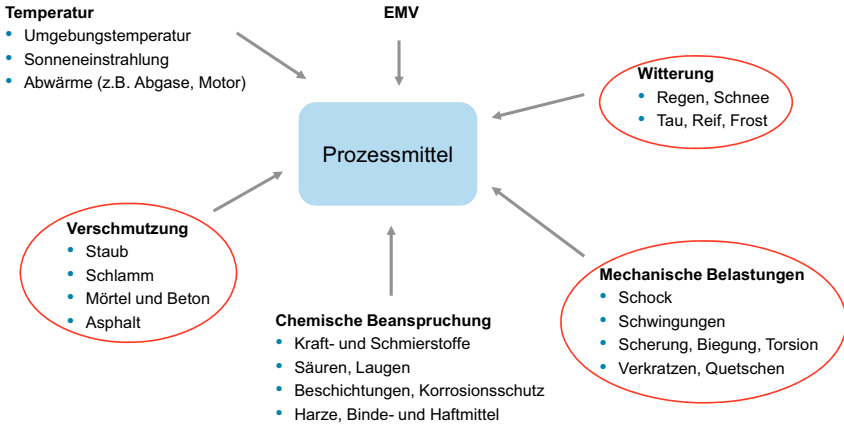 Temperatur
• Umgebungstemperatur
• Sonneneinstrahlung
• Abwärme (z.B. Abgase, Motor)
EMV
Witterung
• Regen, Schnee
• Tau, Reif, Frost
Prozessmittel
Verschmutzung
• Staub
• Schlamm
• Mörtel und Beton
• Asphalt
Chemische Beanspruchung
• Kraft- und Schmierstoffe
• Säuren, Laugen
• Beschichtungen, Korrosionsschutz
• Harze, Binde- und Haftmittel
Mechanische Belastungen
• Schock
• Schwingungen
• Scherung, Biegung, Torsion
• Verkratzen, Quetschen